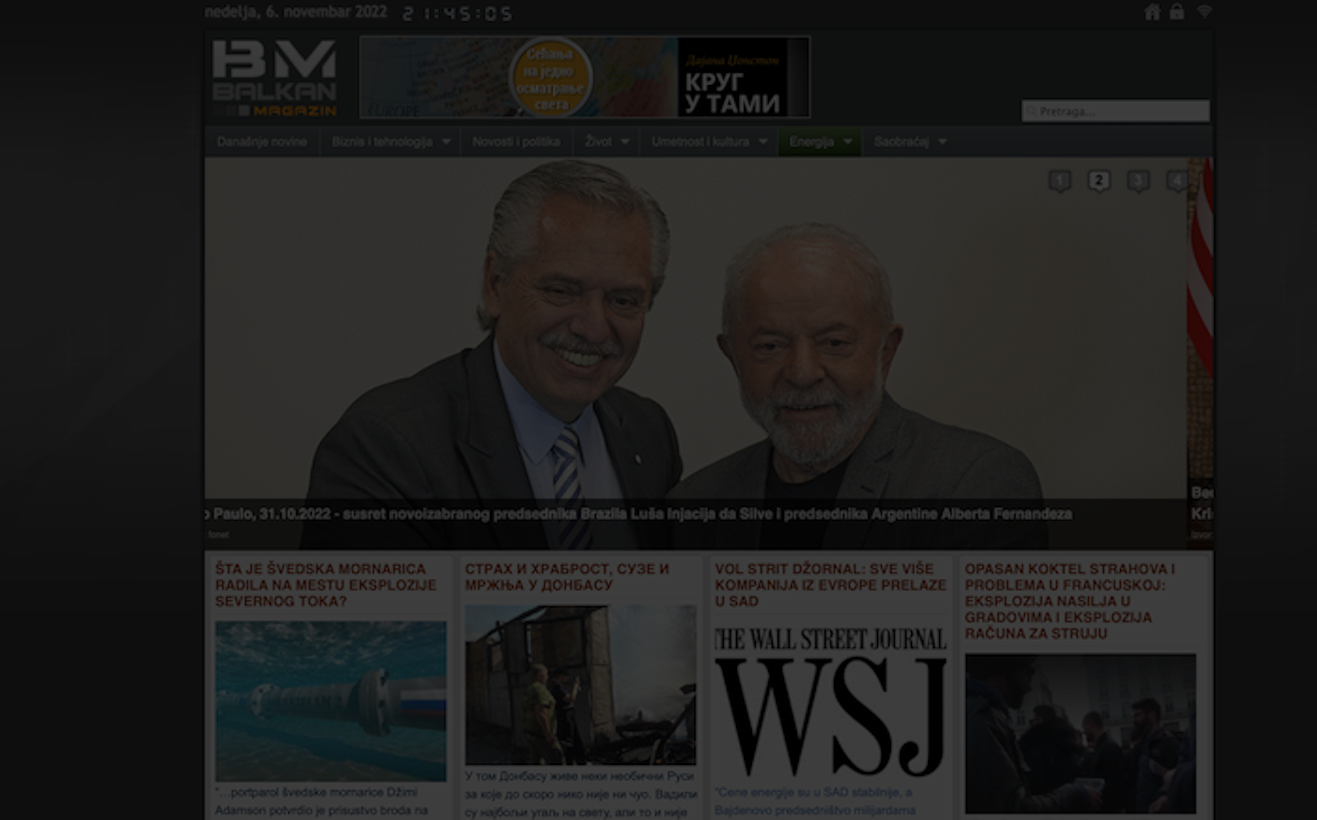 nedelja, 6. novembar 2022 21:45:05
BM
BALKAN
MAGAZIN
EUROPE
Сећања
на једно
осматрање
света
Дајана Џонстон
КРУГ
У ТАМИ
Pretraga...
Današnje novine Biznis i tehnologija Novosti i politika Život Umetnost i kultura Energija Saobraćaj
1 2 3 4
o Paulo, 31.10.2022 - susret novoizabranog predsednika Brazila Luša Injacija da Silve i predsednika Argentine Alberta Fernandeza
fonet
Kri
Izvor
ŠTA JE ŠVEDSKA MORNARICA
RADILA NA MESTU EKSPLOZIJE
SEVERNOG TOKA?
"...portparol švedske mornarice Džimi
Adamson potvrdio je prisustvo broda na
СТРАХ И ХРАБРОСТ, СУЗЕ И
МРЖЊА У ДОНБАСУ
У том Донбасу живе неки необични Руси
за које до скоро нико није ни чуо. Вадили
су најбољи угаљ на свету, али то и није
VOL STRIT DŽORNAL: SVE VIŠE
KOMPANIJA IZ EVROPE PRELAZE
U SAD
THE WALL STREET JOURNAL
WSJ
"Cene energije su u SAD stabilnije, a
Bajdenovo predsedništvo milijardama
OPASAN KOKTEL STRAHOVA I
PROBLEMA U FRANCUSKOJ:
EKSPLOZIJA NASILJA U
GRADOVIMA I EKSPLOZIJA
RAČUNA ZA STRUJU